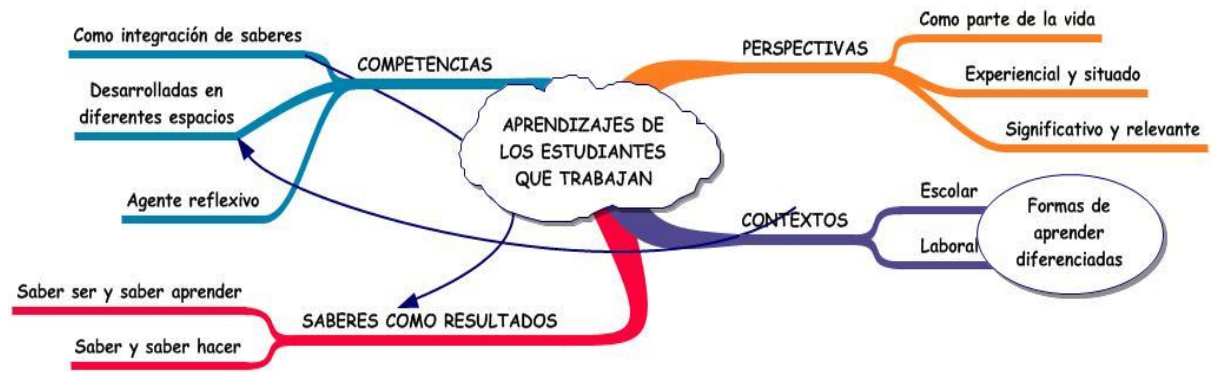 Como integración de saberes
Desarrolladas en
diferentes espacios
Agente reflexivo
COMPETENCIAS
APRENDIZAJES DE
LOS ESTUDIANTES
QUE TRABAJAN
PERSPECTIVAS
Como parte de la vida
Experiencial y situado
Significativo y relevante
CONTEXTOS
Escolar
Laboral
Formas de
aprender
diferenciadas
SABERES COMO RESULTADOS
Saber ser y saber aprender
Saber y saber hacer